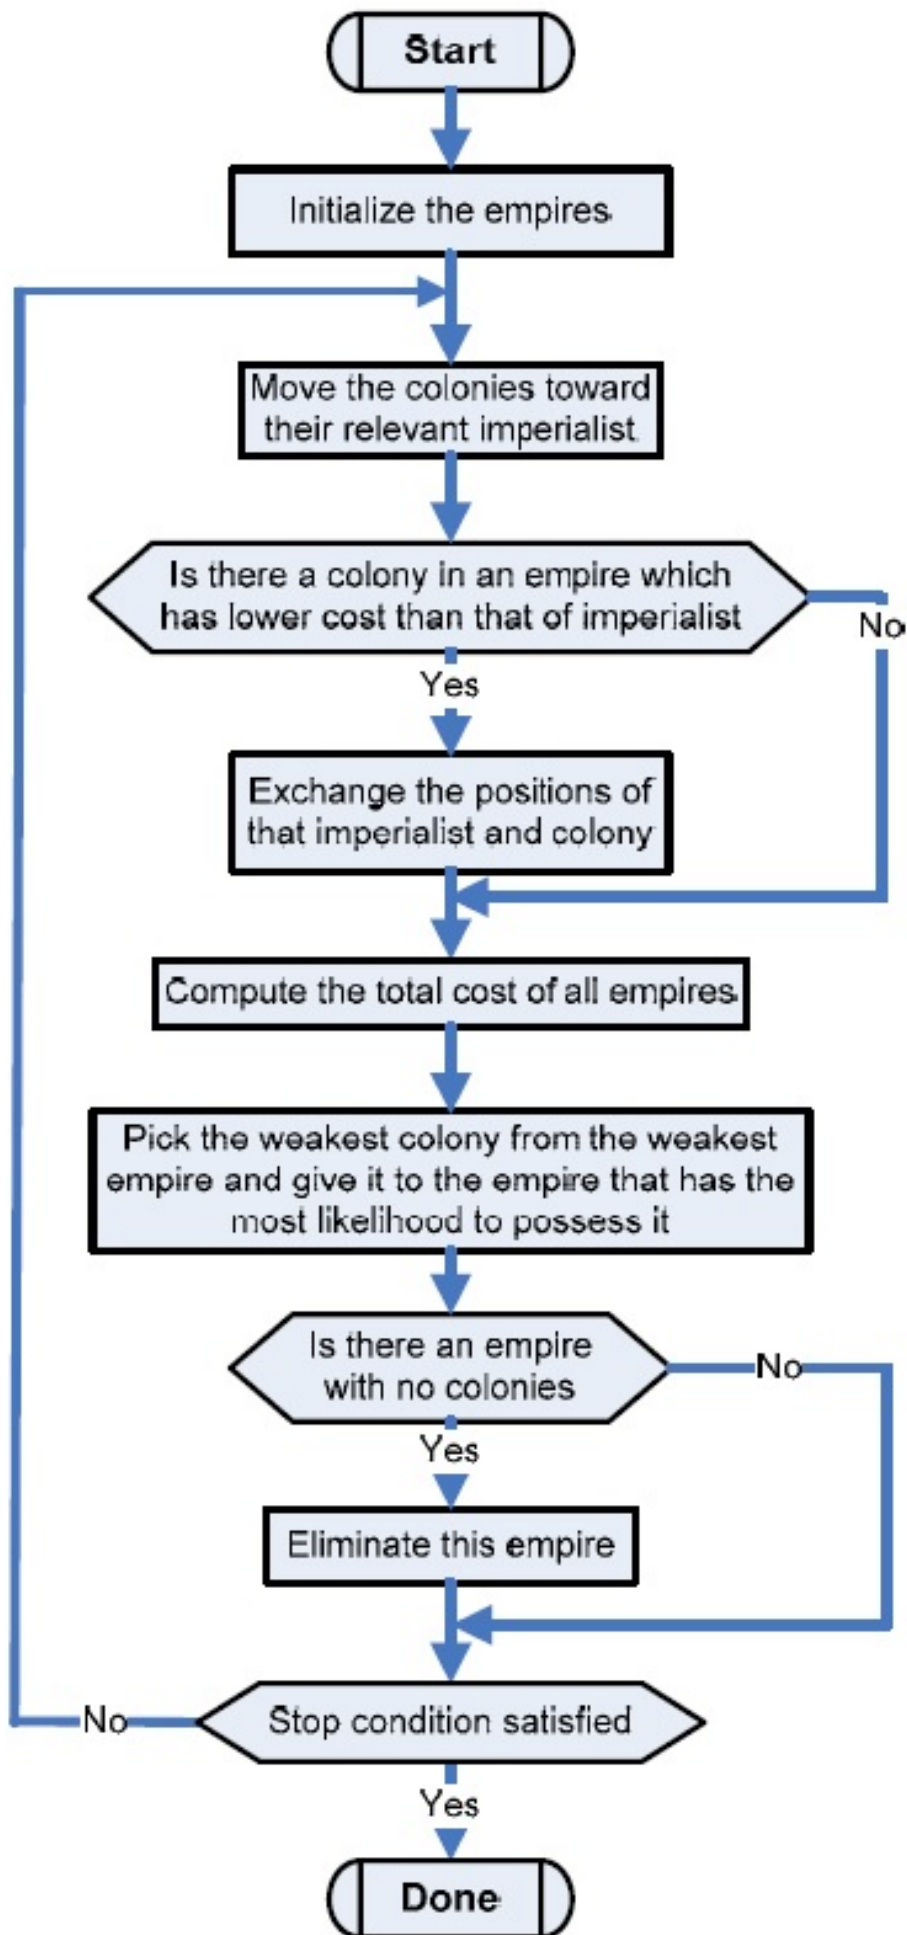 Start
Initialize the empires
Move the colonies toward
their relevant imperialist
Is there a colony in an empire which
has lower cost than that of imperialist
No
Yes
Exchange the positions of
that imperialist and colony
Compute the total cost of all empires
Pick the weakest colony from the weakest
empire and give it to the empire that has the
most likelihood to possess it
Is there an empire
with no colonies
No
Yes
Eliminate this empire
No
Stop condition satisfied
Yes
Done